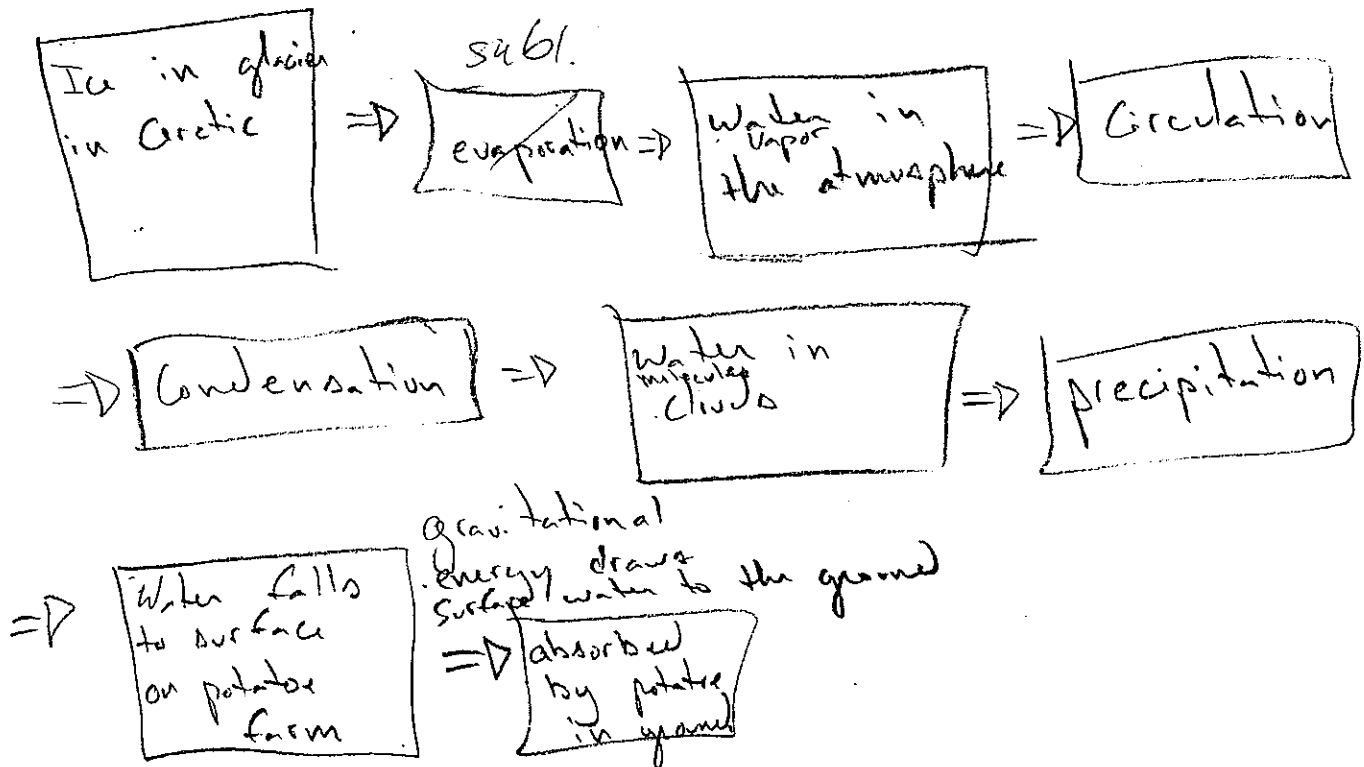 Ice in glacier
in Arctic
⇒
subl.
evaporation
⇒
Water in
vapor
the atmosphere
⇒
Circulation
⇒
Condensation
⇒
Water in
molecules
clouds
⇒
precipitation
⇒
Water falls
to surface
on potatoe
farm
gravitational
energy draws
surface water to the ground
⇒
absorbed
by potatoe
in ground